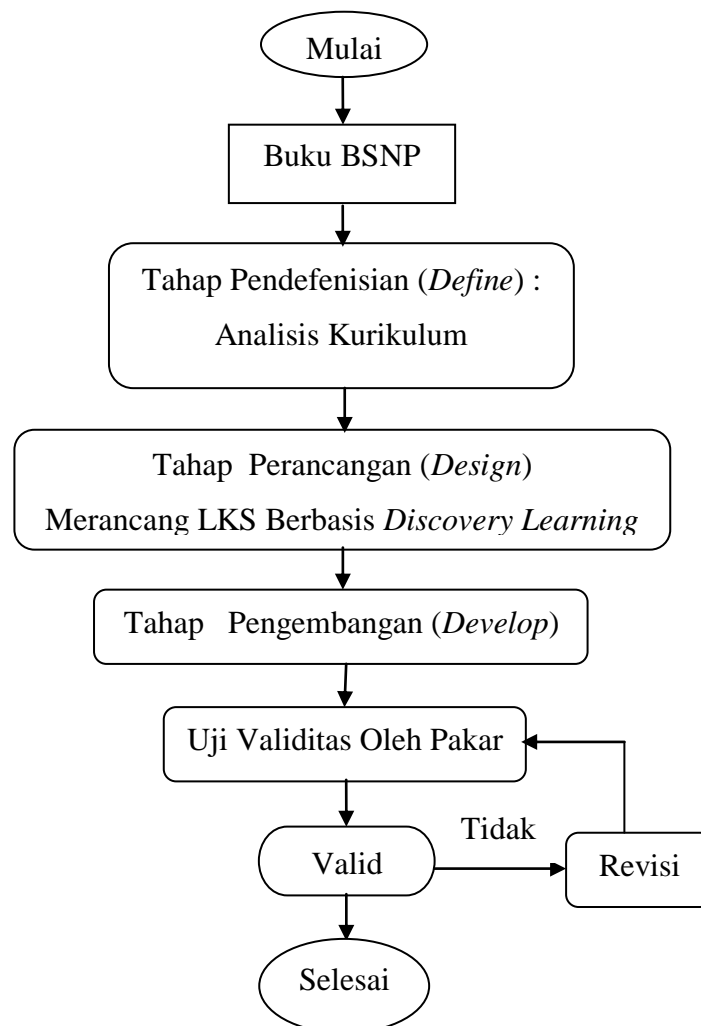 Mulai
Buku BSNP
Tahap Pendefenisian (Define) :
Analisis Kurikulum
Tahap Perancangan (Design)
Merancang LKS Berbasis Discovery Learning
Tahap Pengembangan (Develop)
Uji Validitas Oleh Pakar
Tidak
Valid
Revisi
Selesai